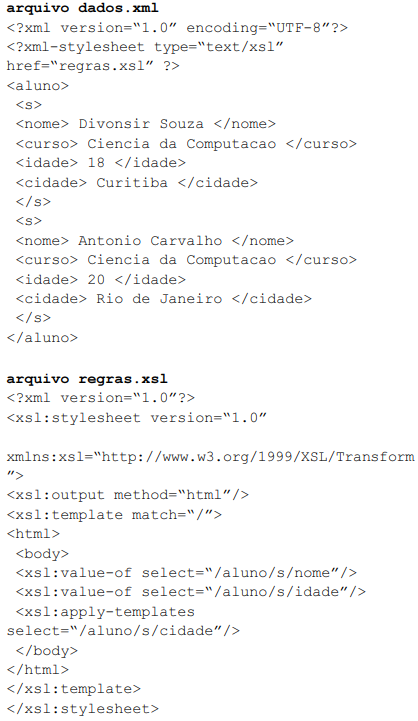 arquivo dados.xml
<?xml version=“1.0” encoding=“UTF-8”?>
<?xml-stylesheet type=“text/xsl”
href=“regras.xsl” ?>
<aluno>
<s>
<nome> Divonsir Souza </nome>
<curso> Ciencia da Computacao </curso>
<idade> 18 </idade>
<cidade> Curitiba </cidade>
</s>
<s>
<nome> Antonio Carvalho </nome>
<curso> Ciencia da Computacao </curso>
<idade> 20 </idade>
<cidade> Rio de Janeiro </cidade>
</s>
</aluno>
arquivo regras.xsl
<?xml version=“1.0”?>
<xsl:stylesheet version=“1.0”
xmlns:xsl=“http://www.w3.org/1999/XSL/Transform
”>
<xsl:output method=“html”/>
<xsl:template match=“/”>
<html>
<body>
<xsl:value-of select=“/aluno/s/nome”/>
<xsl:value-of select=“/aluno/s/idade”/>
<xsl:apply-templates
select=“/aluno/s/cidade”/>
</body>
</html>
</xsl:template>
</xsl:stylesheet>